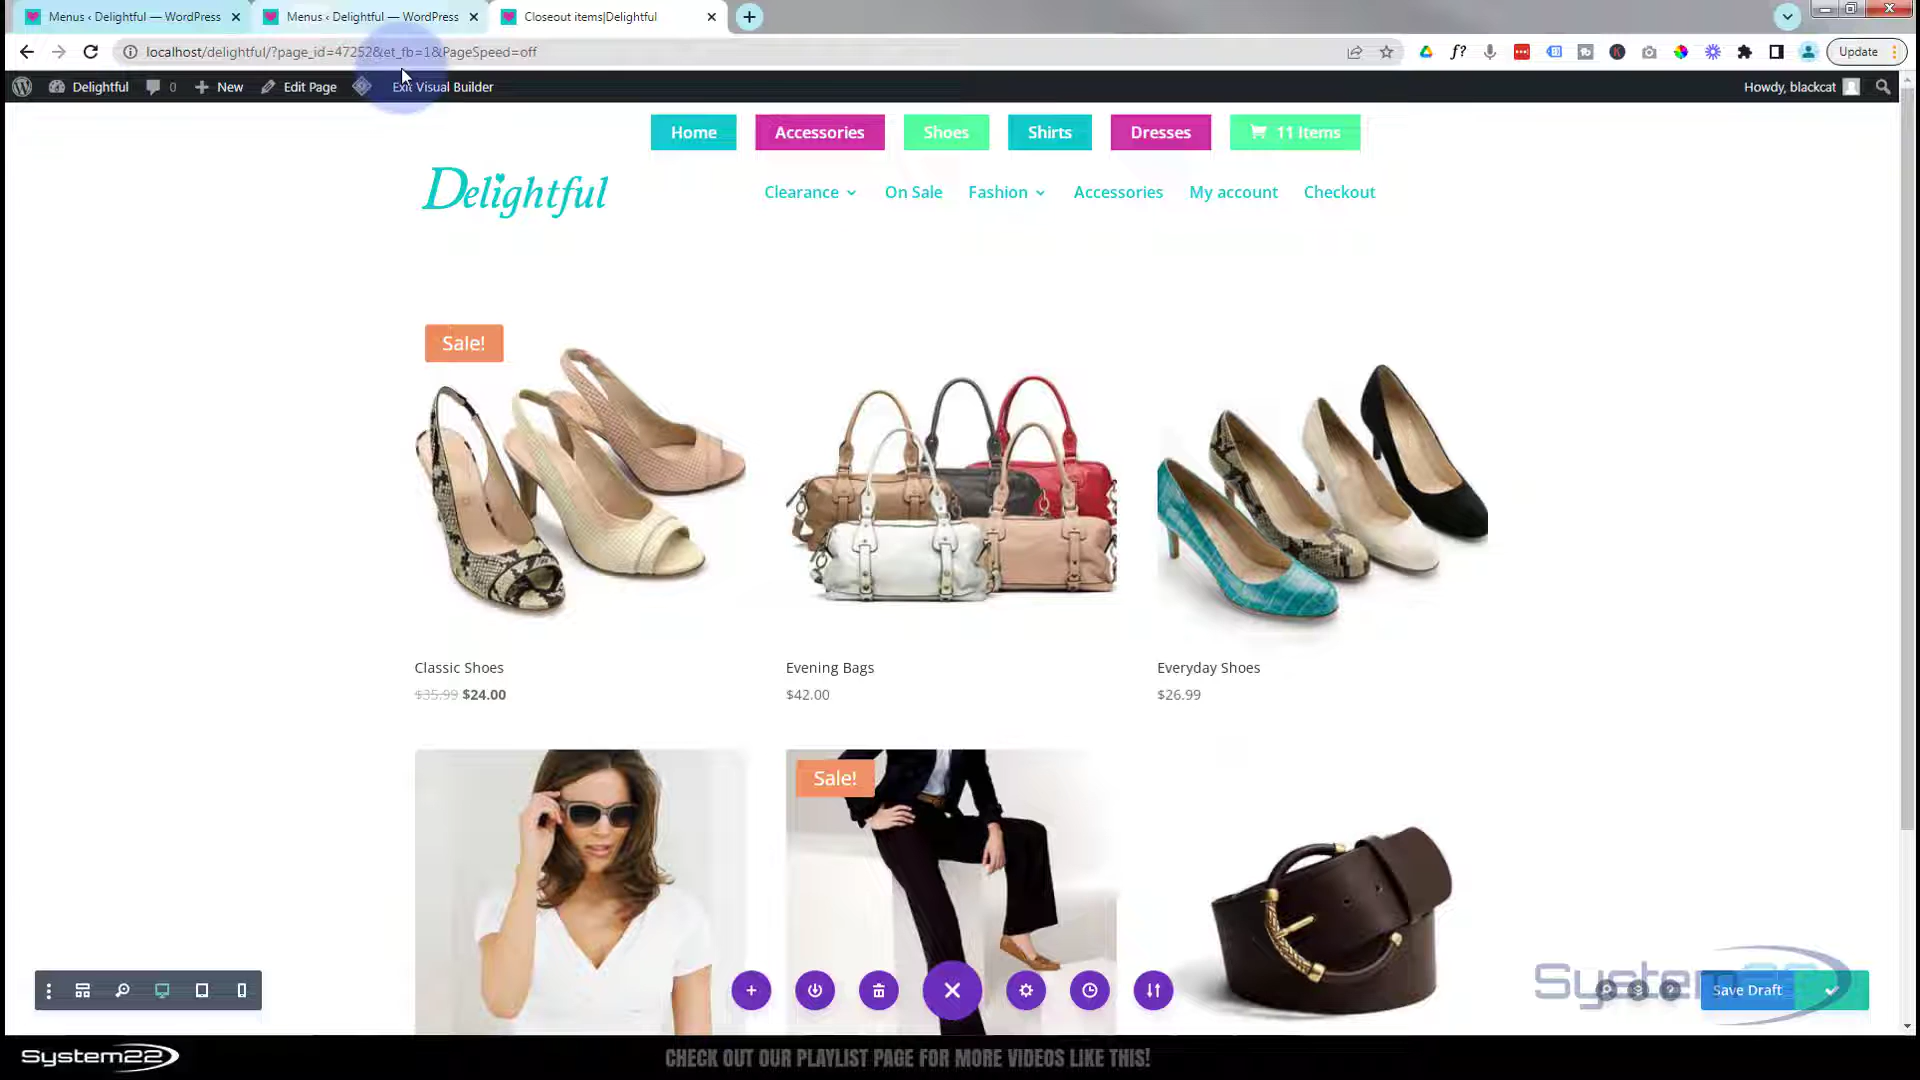 Menus ‹ Delightful — WordPress
Menus ‹ Delightful — WordPress
Closeout items|Delightful
localhost/delightful/?page_id=47252&et_fb=1&PageSpeed=off
f?
Update
Delightful
0
New
Edit Page
Exit Visual Builder
Howdy, blackcat
Home
Accessories
Shoes
Shirts
Dresses
11 Items
Delightful
Clearance
On Sale
Fashion
Accessories
My account
Checkout
Sale!
Classic Shoes
$35.99 $24.00
Evening Bags
$42.00
Everyday Shoes
$26.99
Sale!
System22
Save Draft
System22
CHECK OUT OUR PLAYLIST PAGE FOR MORE VIDEOS LIKE THIS!